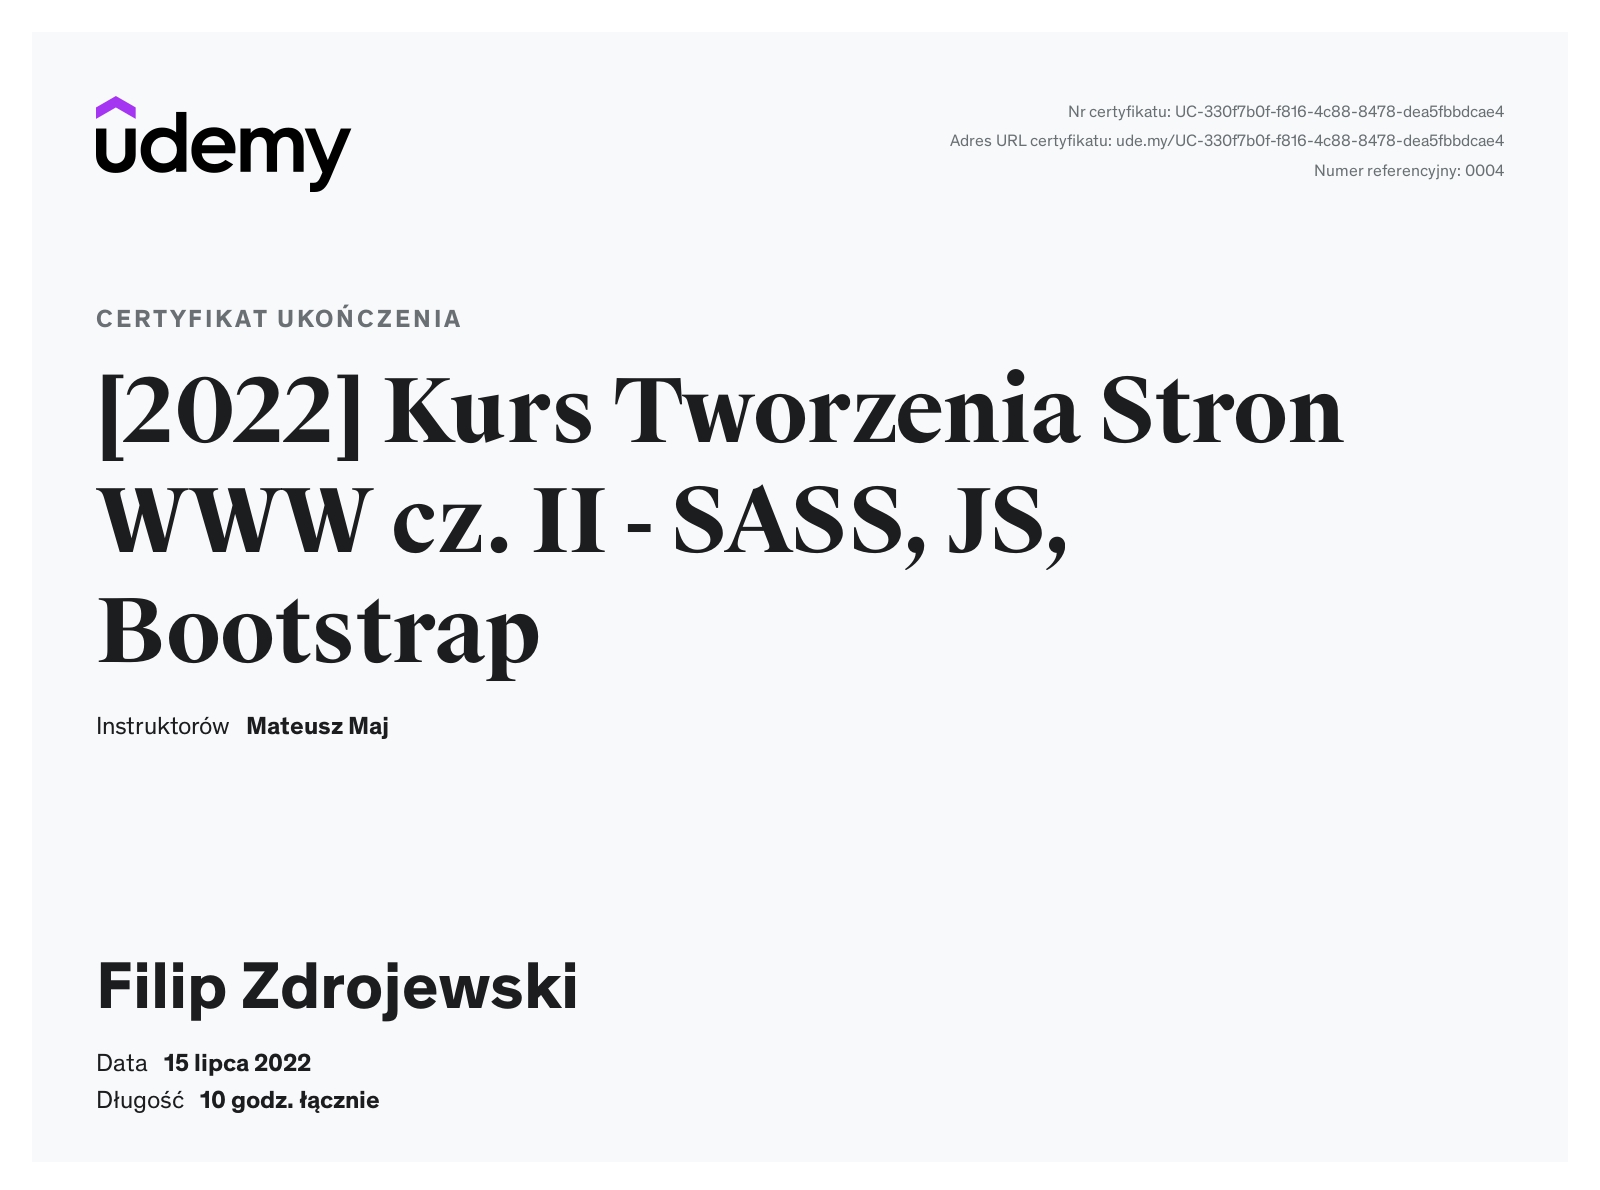 udemy
Nr certyfikatu: UC-330f7b0f-f816-4c88-8478-dea5fbbdcae4
Adres URL certyfikatu: ude.my/UC-330f7b0f-f816-4c88-8478-dea5fbbdcae4
Numer referencyjny: 0004
CERTYFIKAT UKOŃCZENIA
[2022] Kurs Tworzenia Stron
WWW cz. II - SASS, JS,
Bootstrap
Instruktorów Mateusz Maj
Filip Zdrojewski
Data 15 lipca 2022
Długość 10 godz. łącznie